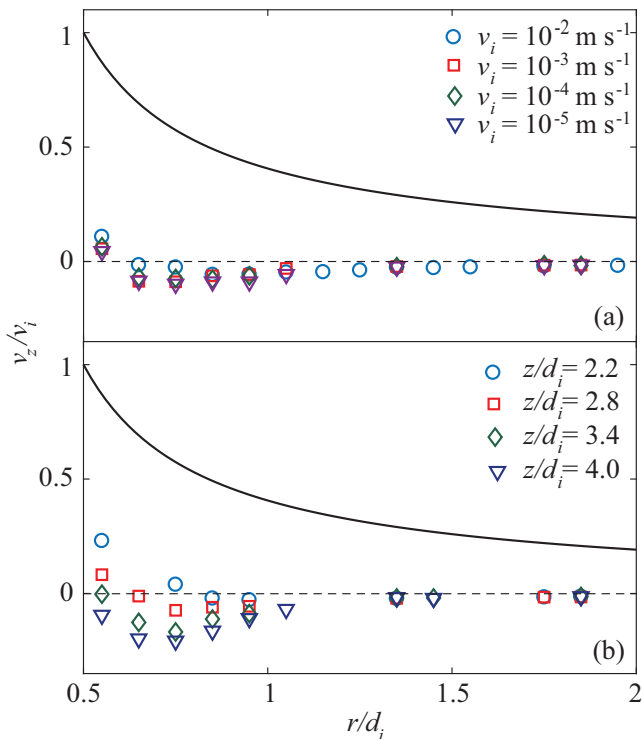 1
0.5
0
v_i = 10^-2 m s^-1
v_i = 10^-3 m s^-1
v_i = 10^-4 m s^-1
v_i = 10^-5 m s^-1
(a)
v_z/v_i
1
0.5
0
z/d_i = 2.2
z/d_i = 2.8
z/d_i = 3.4
z/d_i = 4.0
(b)
0.5 1 1.5 2
r/d_i